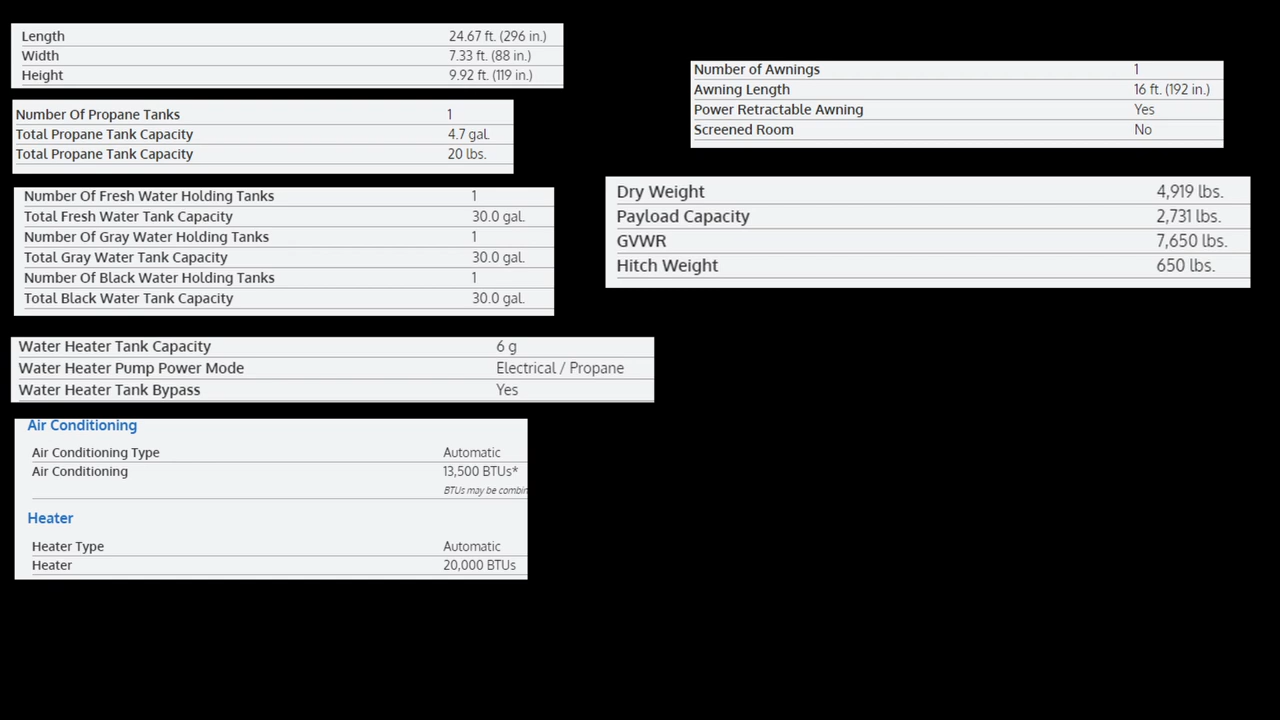 Length 24.67 ft. (296 in.)
Width 7.33 ft. (88 in.)
Height 9.92 ft. (119 in.)
Number Of Propane Tanks 1
Total Propane Tank Capacity 4.7 gal.
Total Propane Tank Capacity 20 lbs.
Number Of Fresh Water Holding Tanks 1
Total Fresh Water Tank Capacity 30.0 gal.
Number Of Gray Water Holding Tanks 1
Total Gray Water Tank Capacity 30.0 gal.
Number Of Black Water Holding Tanks 1
Total Black Water Tank Capacity 30.0 gal.
Water Heater Tank Capacity 6 g
Water Heater Pump Power Mode Electrical / Propane
Water Heater Tank Bypass Yes
Air Conditioning
Air Conditioning Type Automatic
Air Conditioning 13,500 BTUs*
BTUs may be combin
Heater
Heater Type Automatic
Heater 20,000 BTUs
Number of Awnings 1
Awning Length 16 ft. (192 in.)
Power Retractable Awning Yes
Screened Room No
Dry Weight 4,919 lbs.
Payload Capacity 2,731 lbs.
GVWR 7,650 lbs.
Hitch Weight 650 lbs.